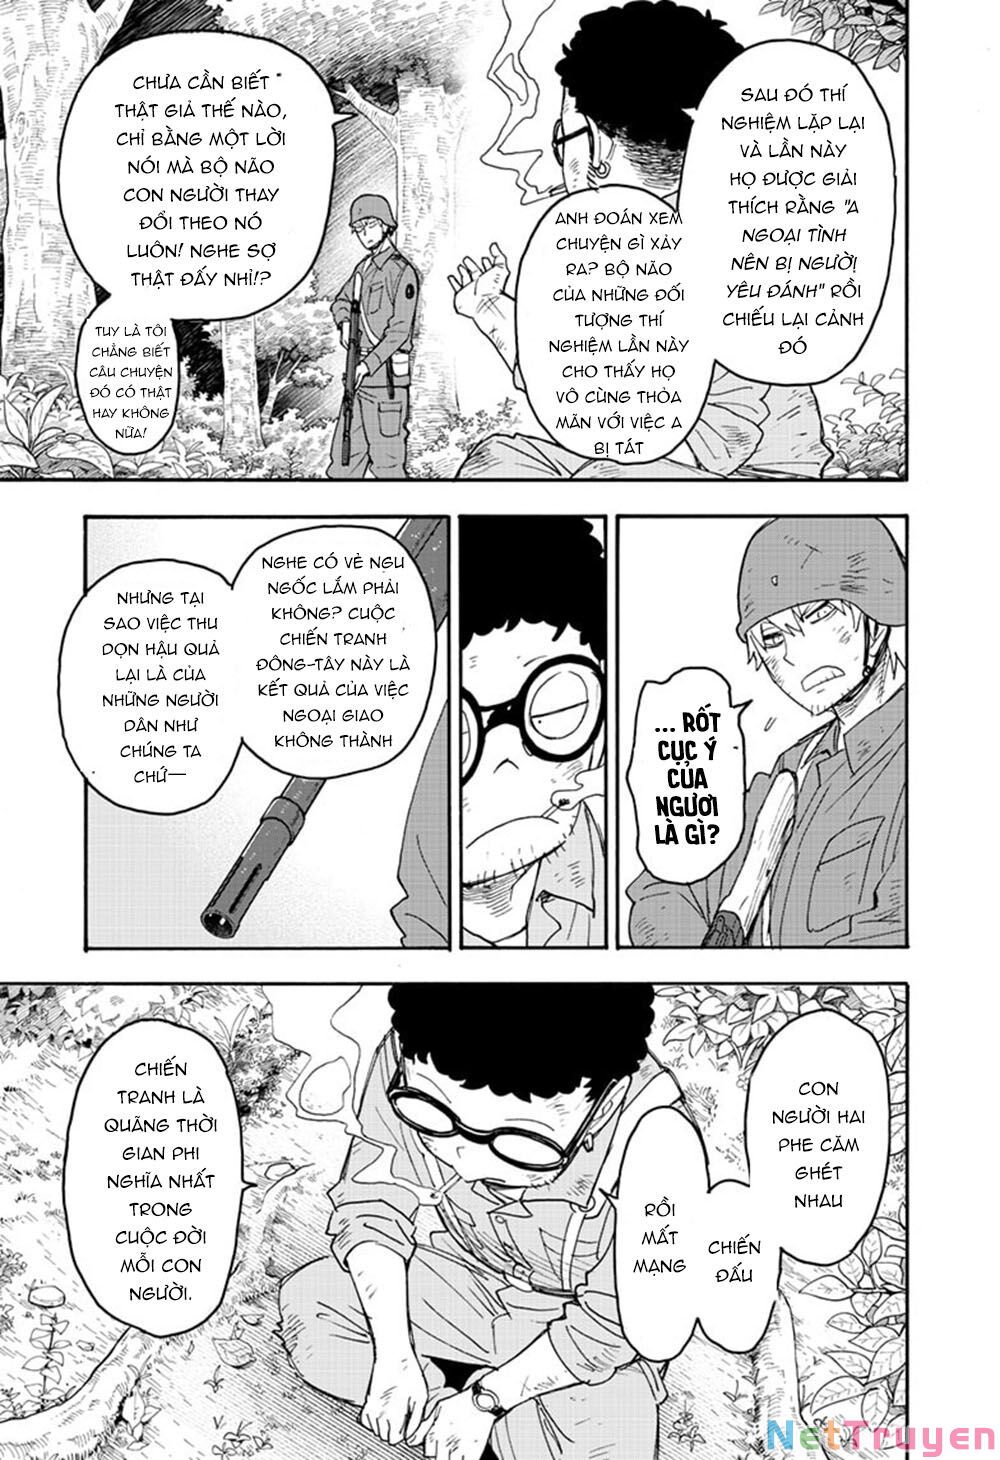 SAU ĐÓ THÍ
NGHIỆM LẶP LẠI
VÀ LẦN NÀY
HỌ ĐƯỢC GIẢI
THÍCH RẰNG "A
NGOẠI TÌNH
NÊN BỊ NGƯỜI
YÊU ĐÁNH" RỒI
CHIẾU LẠI CẢNH
ĐÓ
ANH ĐOÁN XEM
CHUYỆN GÌ XẢY
RA? BỘ NÃO
CỦA NHỮNG ĐỐI
TƯỢNG THÍ
NGHIỆM LẦN NÀY
CHO THẤY HỌ
VÔ CÙNG THỎA
MÃN VỚI VIỆC A
BỊ TÁT
CHƯA CẦN BIẾT
THẬT GIẢ THẾ NÀO,
CHỈ BẰNG MỘT LỜI
NÓI MÀ BỘ NÃO
CON NGƯỜI THAY
ĐỔI THEO NÓ
LUÔN! NGHE SỢ
THẬT ĐẤY NHỈ!?
TUY LÀ TÔI
CHẲNG BIẾT
CÂU CHUYỆN
ĐÓ CÓ THẬT
HAY KHÔNG
NỮA!
... RỐT
CỤC Ý
CỦA
NGƯƠI
LÀ GÌ?
NGHE CÓ VẺ NGU
NGỐC LẮM PHẢI
KHÔNG? CUỘC
CHIẾN TRANH
ĐÔNG-TÂY NÀY LÀ
KẾT QUẢ CỦA VIỆC
NGOẠI GIAO
KHÔNG THÀNH
NHƯNG TẠI
SAO VIỆC THU
DỌN HẬU QUẢ
LẠI LÀ CỦA
NHỮNG NGƯỜI
DÂN NHƯ
CHÚNG TA
CHỨ—
CON
NGƯỜI HAI
PHE CĂM
GHÉT
NHAU
CHIẾN
ĐẤU
RỒI
MẤT
MẠNG
CHIẾN
TRANH LÀ
QUÃNG THỜI
GIAN PHI
NGHĨA NHẤT
TRONG
CUỘC ĐỜI
MỖI CON
NGƯỜI.
NetTruyen